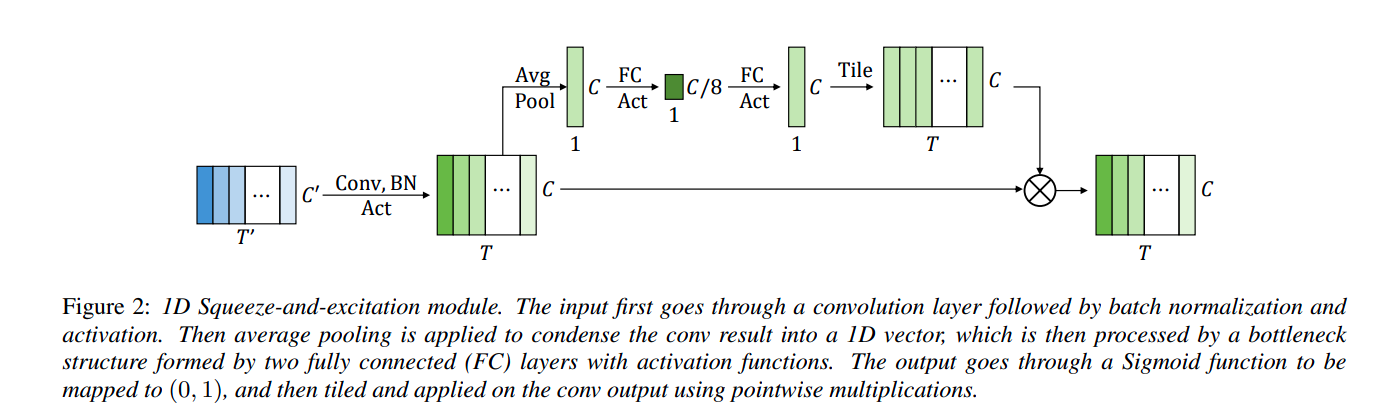 Avg
Pool
C
FC
Act
C/8
1
FC
Act
C
Tile
...
C
1
1
T
...
C'
T'
Conv, BN
Act
...
C
T
...
C
T
Figure 2: 1D Squeeze-and-excitation module. The input first goes through a convolution layer followed by batch normalization and
activation. Then average pooling is applied to condense the conv result into a 1D vector, which is then processed by a bottleneck
structure formed by two fully connected (FC) layers with activation functions. The output goes through a Sigmoid function to be
mapped to (0, 1), and then tiled and applied on the conv output using pointwise multiplications.